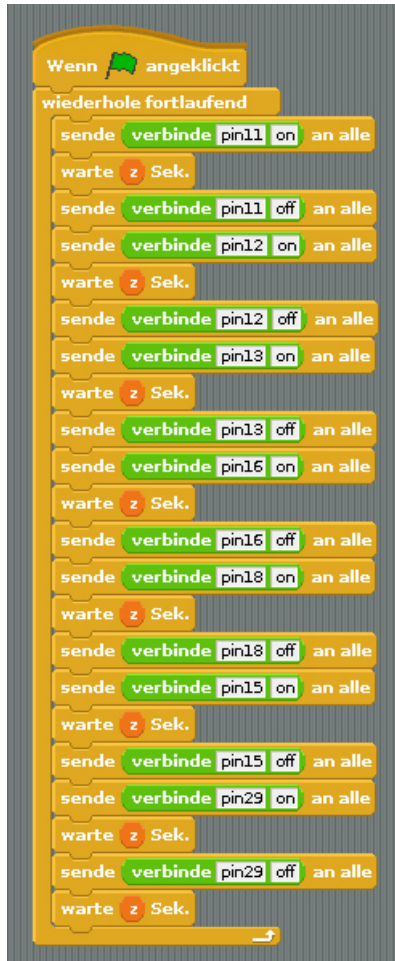 Wenn angeklickt
wiederhole fortlaufend
sende verbinde pin11 on an alle
warte z Sek.
sende verbinde pin11 off an alle
sende verbinde pin12 on an alle
warte z Sek.
sende verbinde pin12 off an alle
sende verbinde pin13 on an alle
warte z Sek.
sende verbinde pin13 off an alle
sende verbinde pin16 on an alle
warte z Sek.
sende verbinde pin16 off an alle
sende verbinde pin18 on an alle
warte z Sek.
sende verbinde pin18 off an alle
sende verbinde pin15 on an alle
warte z Sek.
sende verbinde pin15 off an alle
sende verbinde pin29 on an alle
warte z Sek.
sende verbinde pin29 off an alle
warte z Sek.